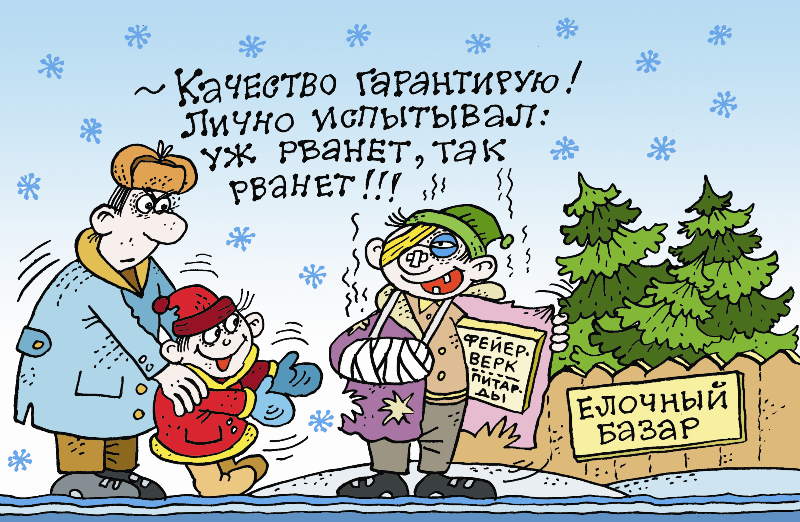 ~ Качество гарантирую!
Лично испытывал:
уж рванет, так
рванет!!!
ФЕЙЕР-
ВЕРК
ПИТАР-
ДЫ
ЕЛОЧНЫЙ
БАЗАР